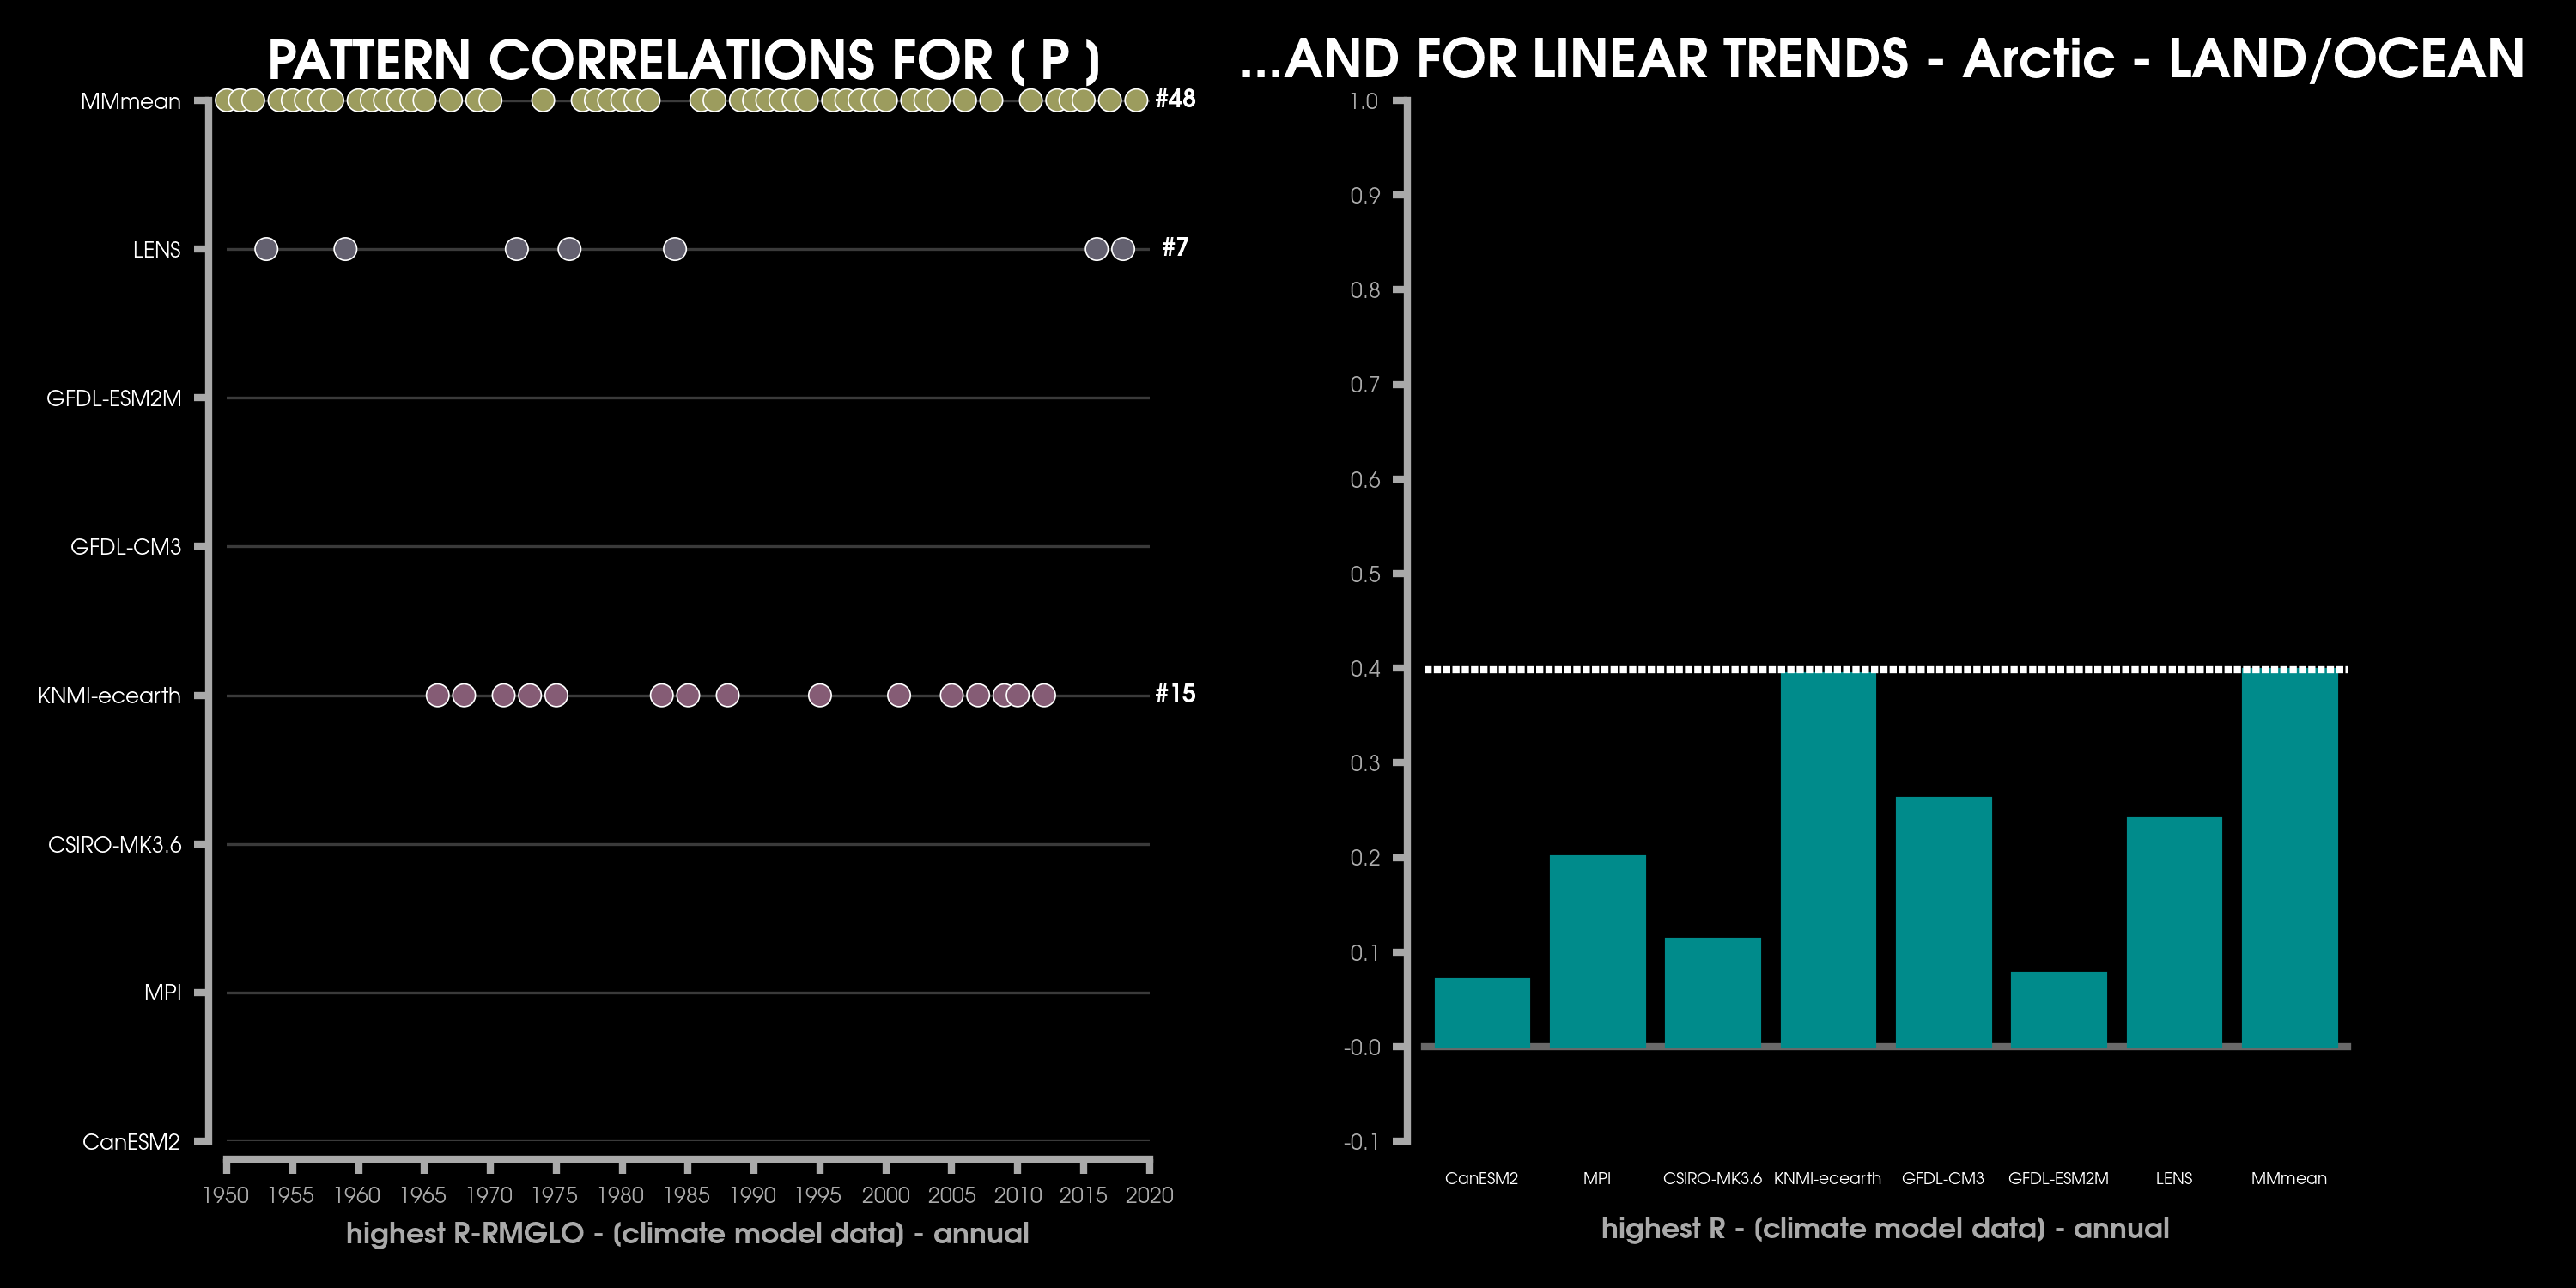 PATTERN CORRELATIONS FOR ( P )
MMmean
#48
LENS
#7
GFDL-ESM2M
GFDL-CM3
KNMI-ecearth
#15
CSIRO-MK3.6
MPI
CanESM2
1950 1955 1960 1965 1970 1975 1980 1985 1990 1995 2000 2005 2010 2015 2020
highest R-RMGLO - (climate model data) - annual
...AND FOR LINEAR TRENDS - Arctic - LAND/OCEAN
1.0
0.9
0.8
0.7
0.6
0.5
0.4
0.3
0.2
0.1
-0.0
-0.1
CanESM2 MPI CSIRO-MK3.6 KNMI-ecearth GFDL-CM3 GFDL-ESM2M LENS MMmean
highest R - (climate model data) - annual